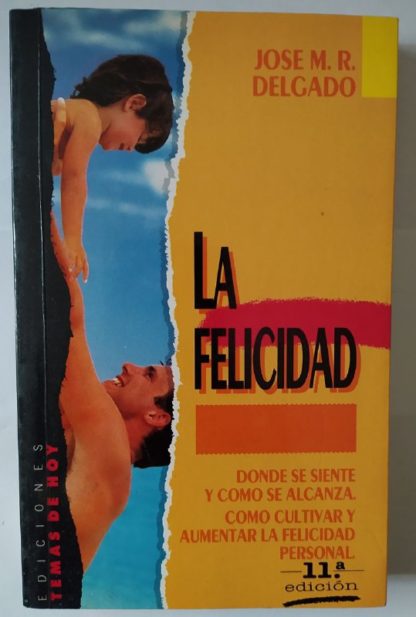 JOSE M. R.
DELGADO
LA
FELICIDAD
DONDE SE SIENTE
Y COMO SE ALCANZA.
COMO CULTIVAR Y
AUMENTAR LA FELICIDAD
PERSONAL.
11.ª
edición
EDICIONES
TEMAS DE HOY